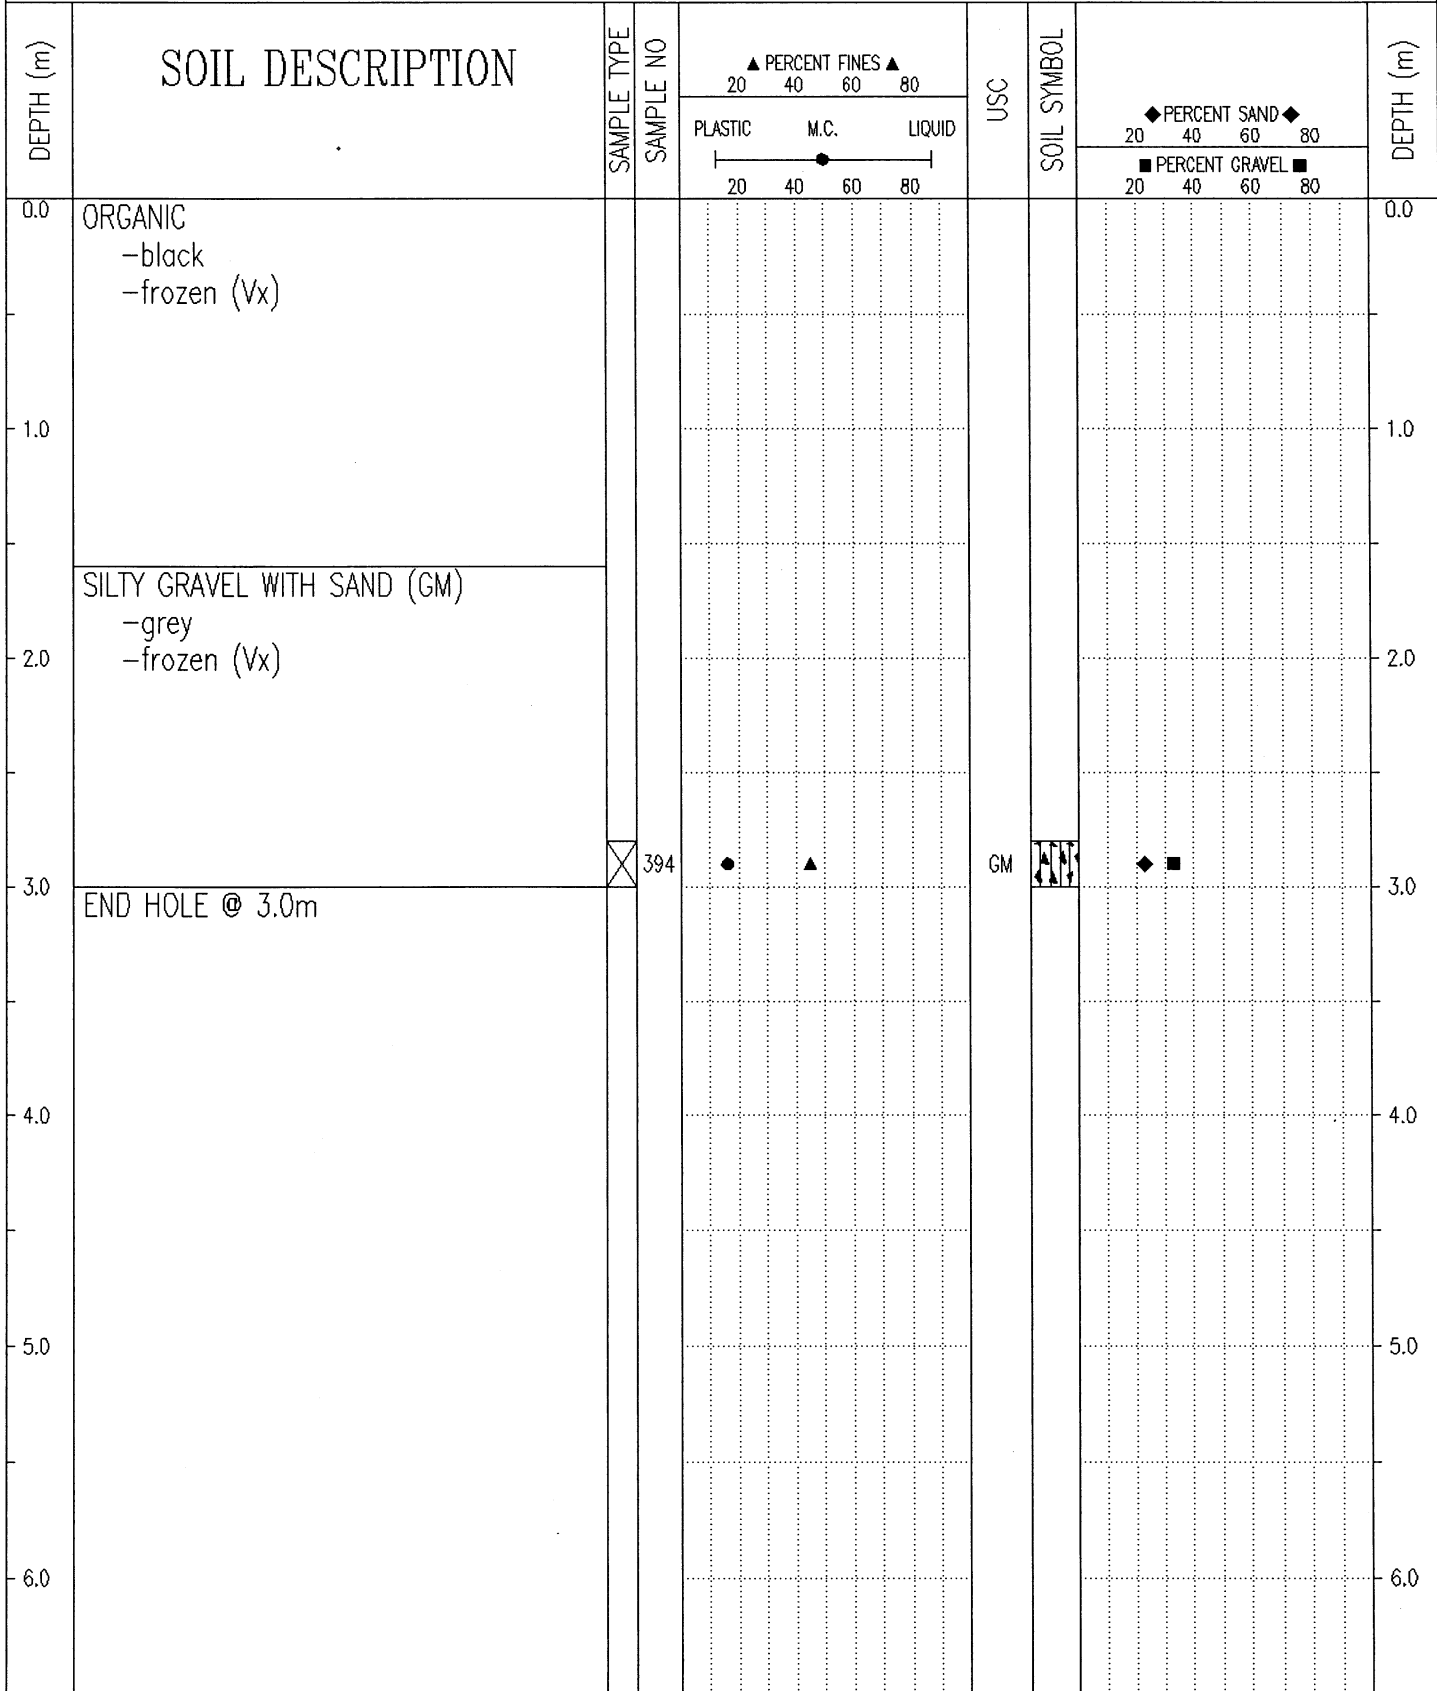 DEPTH (m)
SOIL DESCRIPTION
SAMPLE TYPE
SAMPLE NO
▲ PERCENT FINES ▲
20 40 60 80
PLASTIC M.C. LIQUID
20 40 60 80
USC
SOIL SYMBOL
◆ PERCENT SAND ◆
20 40 60 80
■ PERCENT GRAVEL ■
20 40 60 80
DEPTH (m)
0.0
ORGANIC
-black
-frozen (Vx)
0.0
1.0
1.0
SILTY GRAVEL WITH SAND (GM)
-grey
-frozen (Vx)
2.0
2.0
394
GM
3.0
3.0
END HOLE @ 3.0m
4.0
4.0
5.0
5.0
6.0
6.0